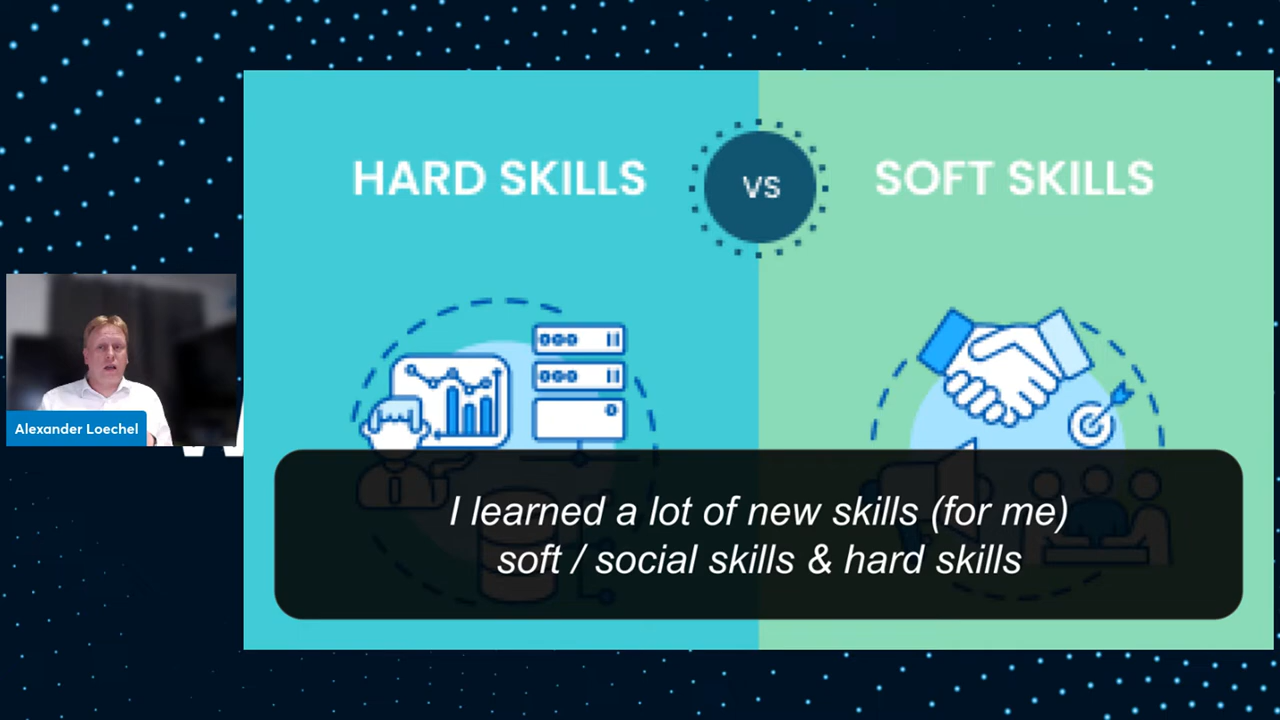 HARD SKILLS
VS
SOFT SKILLS
Alexander Loechel
I learned a lot of new skills (for me)
soft / social skills & hard skills